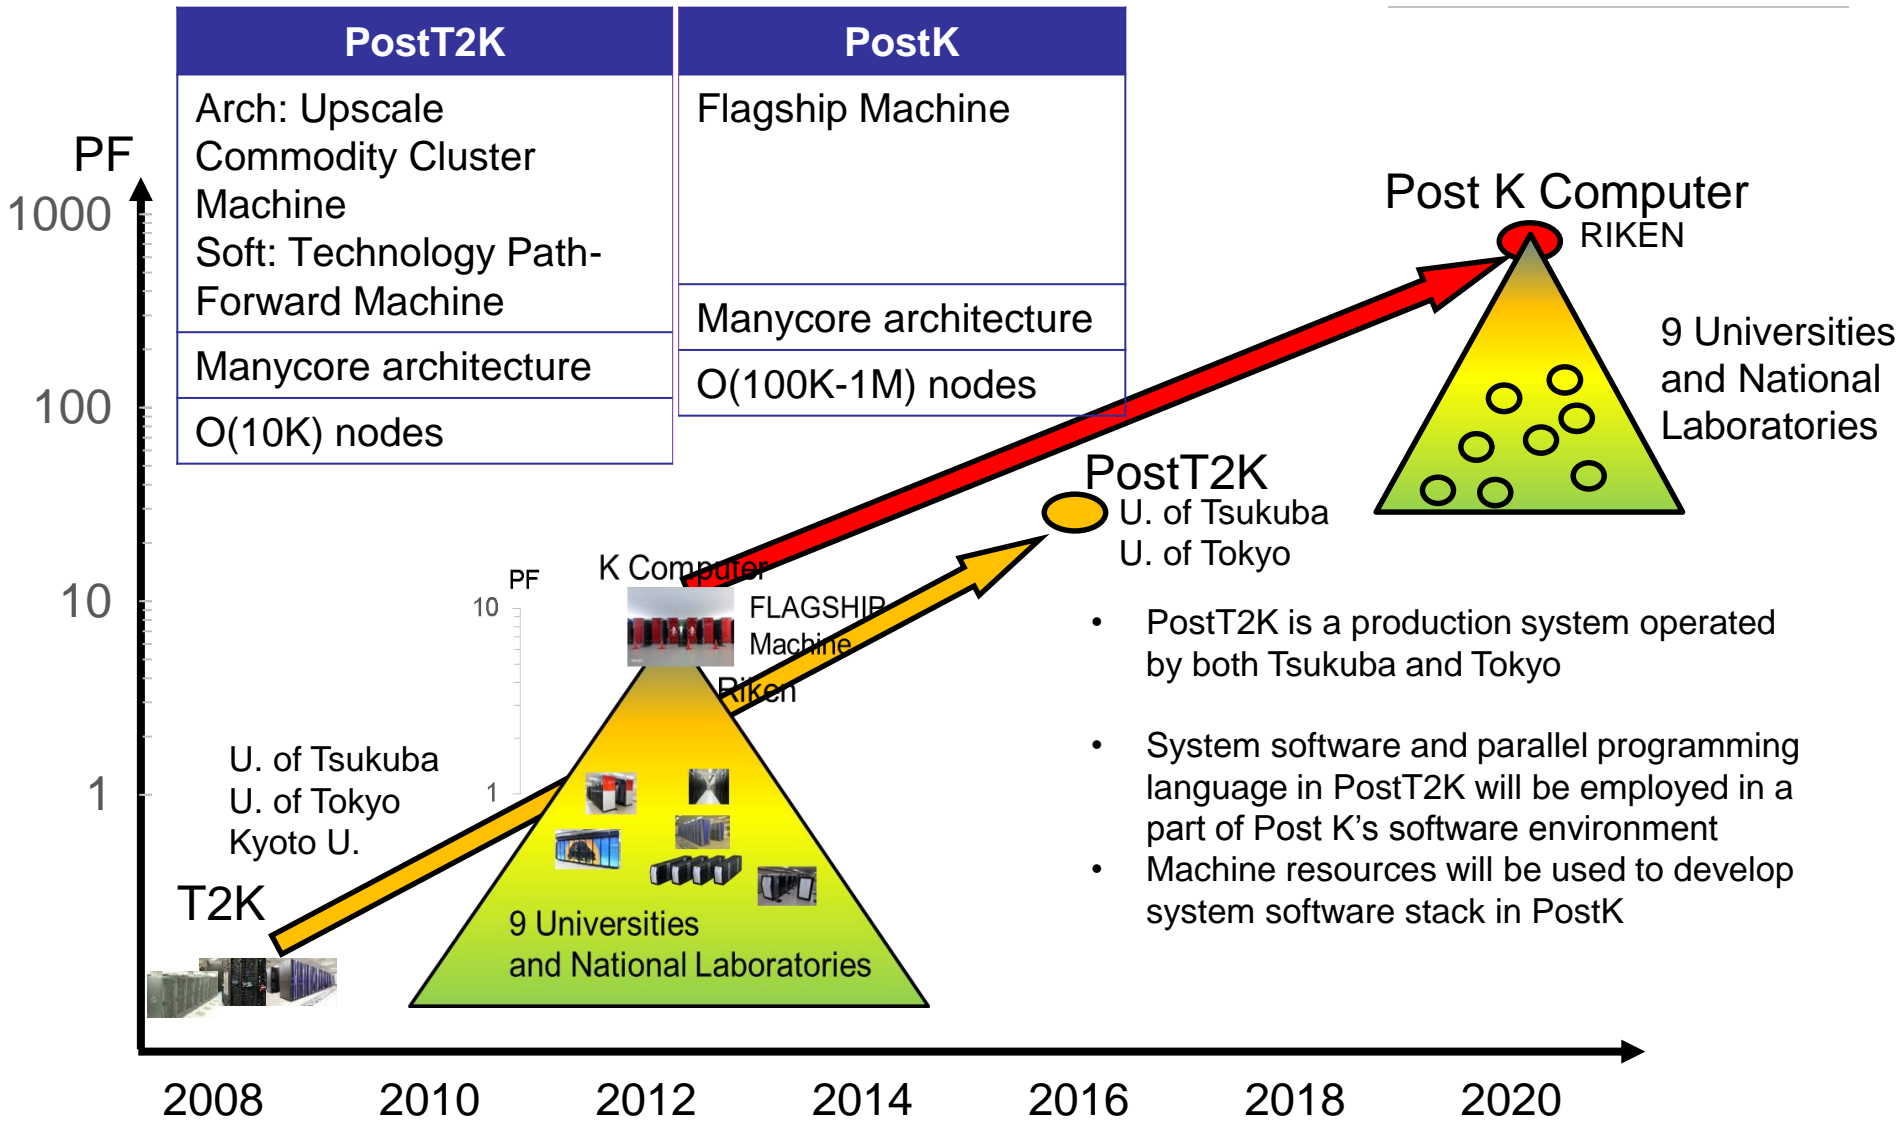 PostT2K
PostK
Arch: Upscale
Commodity Cluster
Machine
Soft: Technology Path-
Forward Machine
Flagship Machine
Manycore architecture
Manycore architecture
O(10K) nodes
O(100K-1M) nodes
PF
1000
100
10
1
Post K Computer
RIKEN
9 Universities
and National
Laboratories
PostT2K
U. of Tsukuba
U. of Tokyo
K Computer
PF
10
1
FLAGSHIP
Machine
Riken
U. of Tsukuba
U. of Tokyo
Kyoto U.
T2K
9 Universities
and National Laboratories
• PostT2K is a production system operated
by both Tsukuba and Tokyo
• System software and parallel programming
language in PostT2K will be employed in a
part of Post K’s software environment
• Machine resources will be used to develop
system software stack in PostK
2008 2010 2012 2014 2016 2018 2020